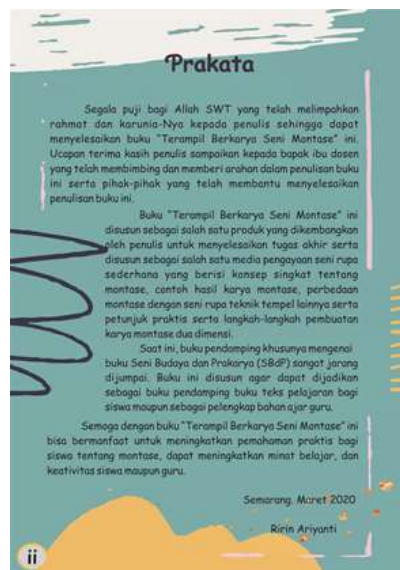 Prakata
Segala puji bagi Allah SWT yang telah melimpahkan
rahmat dan karunia-Nya kepada penulis sehingga dapat
menyelesaikan buku "Terampil Berkarya Seni Montase" ini.
Ucapan terima kasih penulis sampaikan kepada bapak ibu dosen
yang telah membimbing dan memberi arahan dalam penulisan buku
ini serta pihak-pihak yang telah membantu menyelesaikan
penulisan buku ini.
Buku "Terampil Berkarya Seni Montase" ini
disusun sebagai salah satu produk yang dikembangkan
oleh penulis untuk menyelesaikan tugas akhir serta
disusun sebagai salah satu media pengayaan seni rupa
sederhana yang berisi konsep singkat tentang
montase, contoh hasil karya montase, perbedaan
montase dengan seni rupa teknik tempel lainnya serta
petunjuk praktis serta langkah-langkah pembuatan
karya montase dua dimensi.
Saat ini, buku pendamping khusunya mengenai
buku Seni Budaya dan Prakarya (SBdP) sangat jarang
dijumpai. Buku ini disusun agar dapat dijadikan
sebagai buku pendamping buku teks pelajaran bagi
siswa maupun sebagai pelengkap bahan ajar guru.
Semoga dengan buku "Terampil Berkarya Seni Montase" ini
bisa bermanfaat untuk meningkatkan pemahaman praktis bagi
siswa tentang montase, dapat meningkatkan minat belajar, dan
keativitas siswa maupun guru.
Semarang, Maret 2020
Ririn Ariyanti
ii